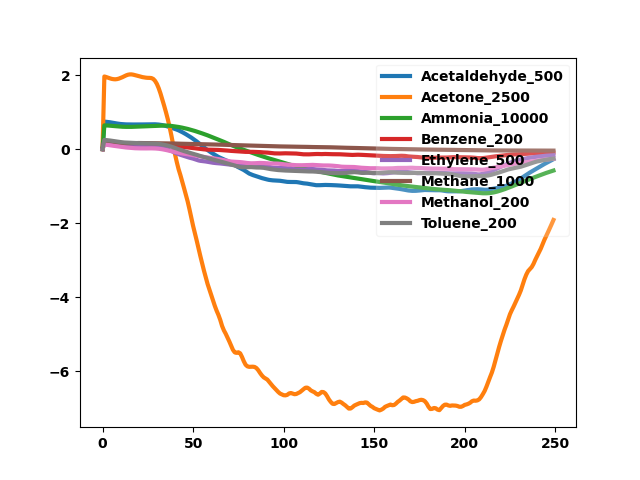 Acetaldehyde_500
Acetone_2500
Ammonia_10000
Benzene_200
Ethylene_500
Methane_1000
Methanol_200
Toluene_200
2
0
−2
−4
−6
0 50 100 150 200 250